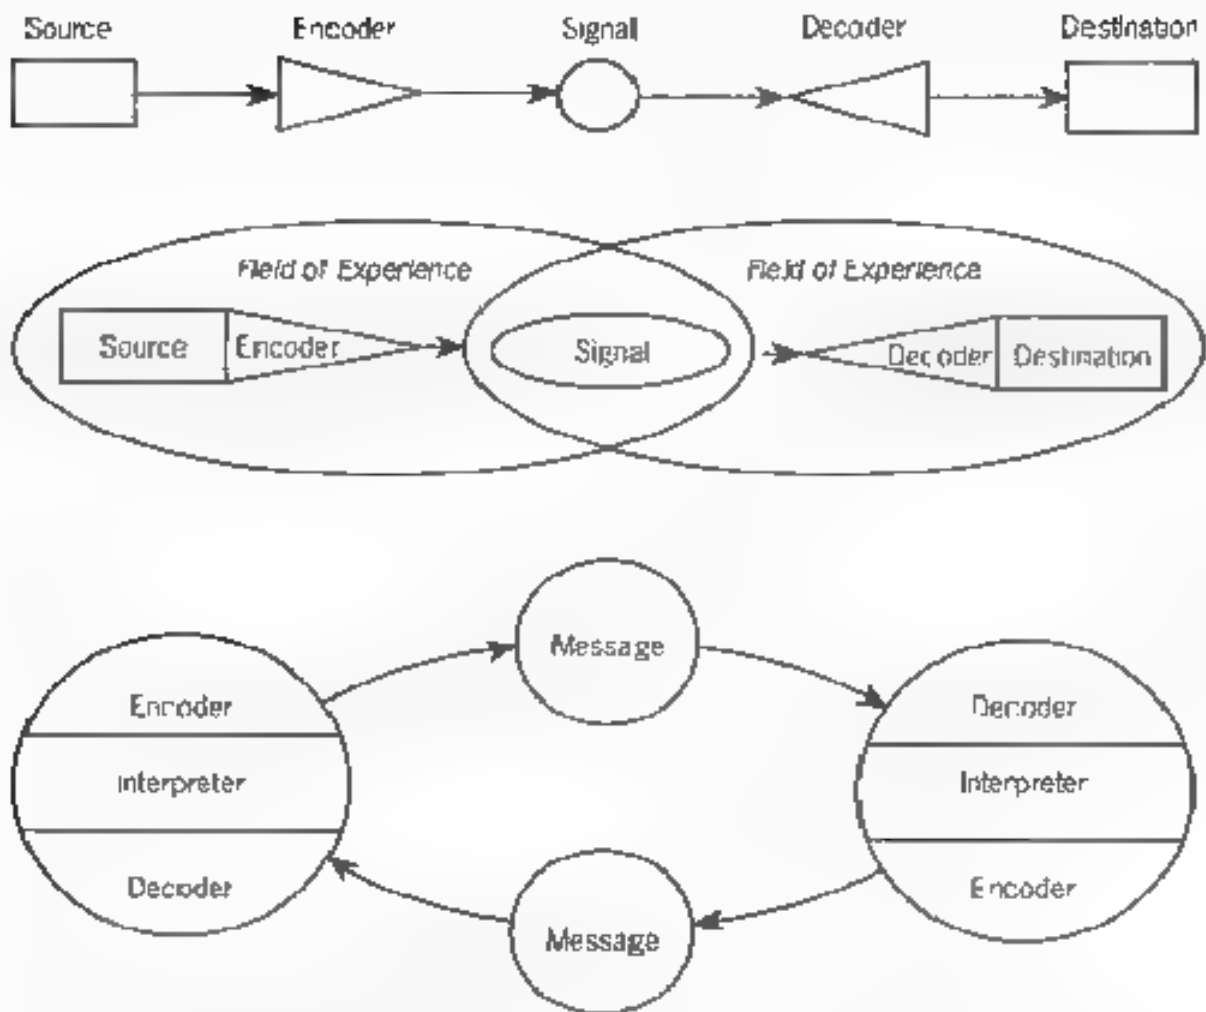 Source Encoder Signal Decoder Destination
Field of Experience Field of Experience
Source Encoder Signal Decoder Destination
Message
Encoder Decoder
Interpreter Interpreter
Decoder Encoder
Message